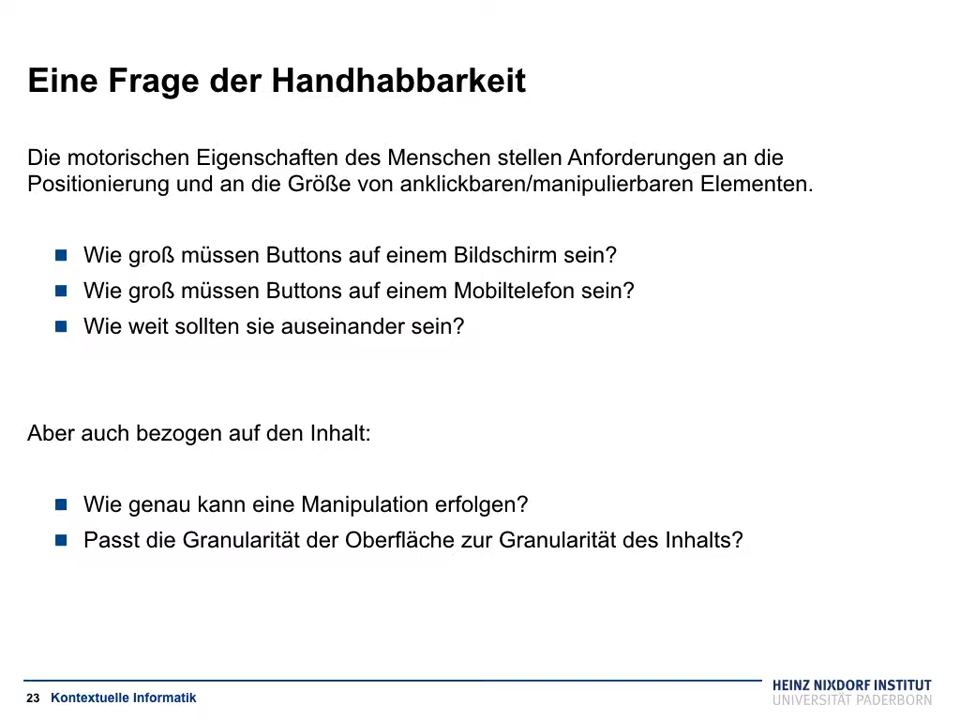 Eine Frage der Handhabbarkeit
Die motorischen Eigenschaften des Menschen stellen Anforderungen an die
Positionierung und an die Größe von anklickbaren/manipulierbaren Elementen.
Wie groß müssen Buttons auf einem Bildschirm sein?
Wie groß müssen Buttons auf einem Mobiltelefon sein?
Wie weit sollten sie auseinander sein?
Aber auch bezogen auf den Inhalt:
Wie genau kann eine Manipulation erfolgen?
Passt die Granularität der Oberfläche zur Granularität des Inhalts?
23 Kontextuelle Informatik
HEINZ NIXDORF INSTITUT
UNIVERSITÄT PADERBORN